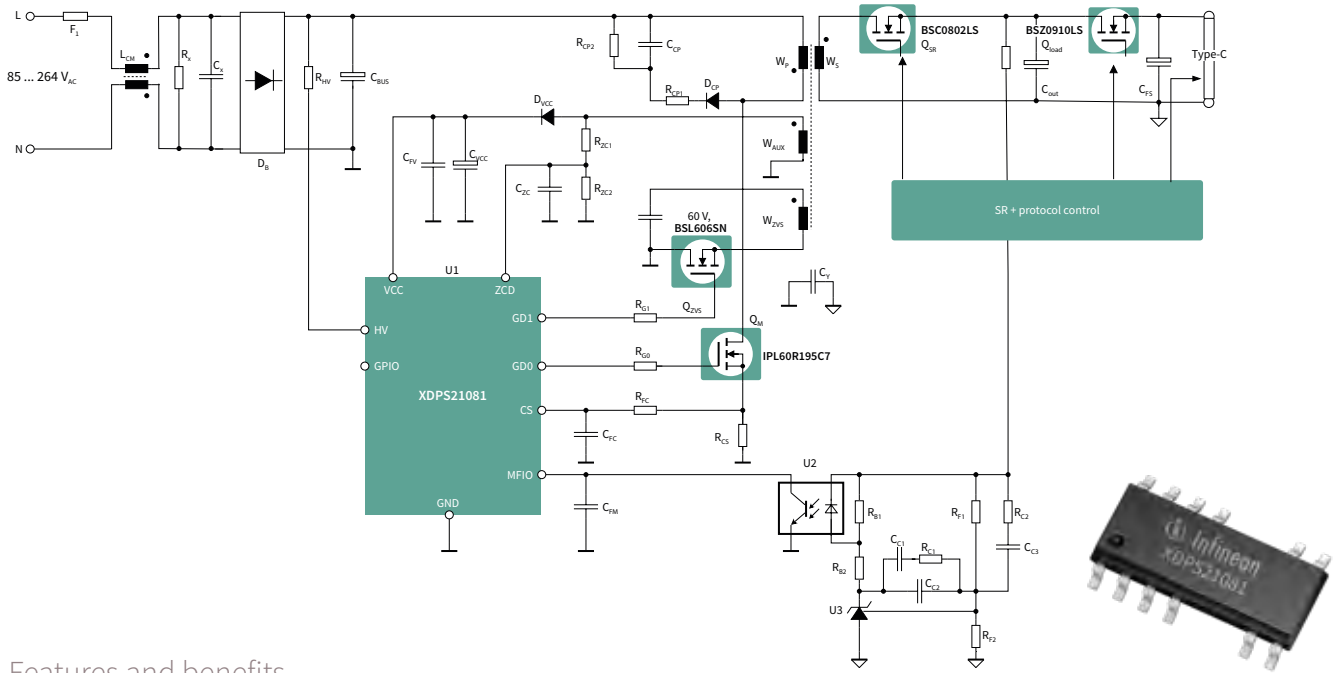 L
F1
LCM
85 ... 264 VAC
N
RX
CX
DB
RHV
CBUS
RCP2
CCP
RCP1
DCP
WP
WS
BSC0802LS
QSR
BSZ0910LS
Qload
Cout
CFS
Type-C
DVCC
CFV
CVCC
RZC1
CZC
RZC2
WAUX
WZVS
60 V,
BSL606SN
QZVS
SR + protocol control
CY
U1
VCC
ZCD
HV
GPIO
XDPS21081
GD1
GD0
CS
MFIO
GND
RG1
RG0
RFC
QM
IPL60R195C7
CFC
RCS
CFM
U2
RB1
RB2
CC1
RC1
CC2
RF1
RC2
CC3
U3
RF2
Infineon
XDPS21081
Features and benefits